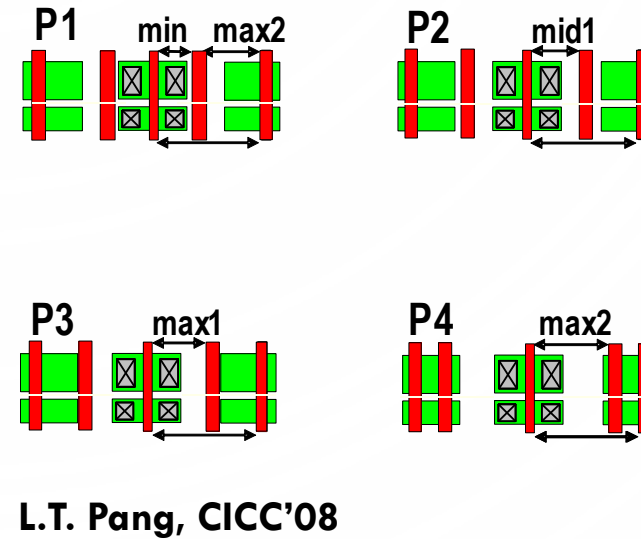 P1 min max2
P2 mid1
P3 max1
P4 max2
L.T. Pang, CICC'08